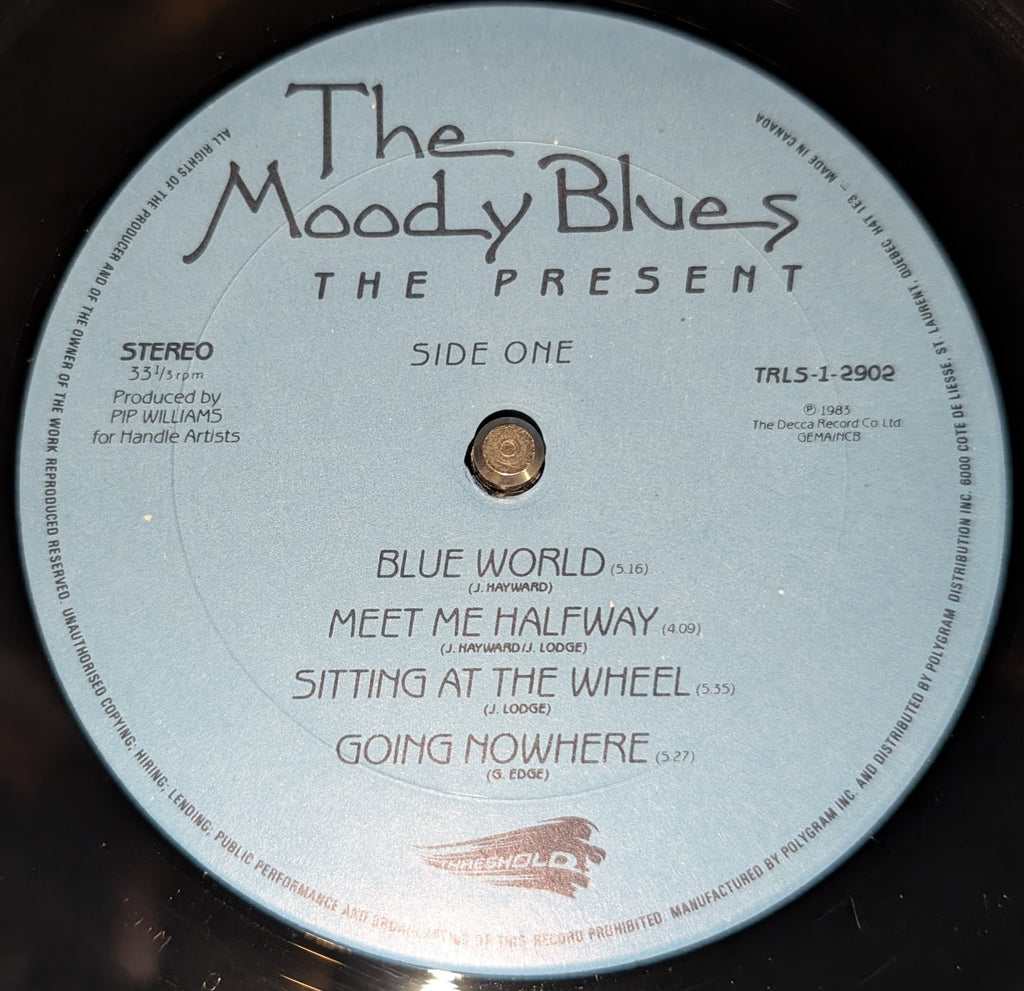 The
Moody Blues
THE PRESENT
SIDE ONE
STEREO
33 1/3 rpm
Produced by
PIP WILLIAMS
for Handle Artists
TRLS-1-2902
Ⓟ 1983
The Decca Record Co. Ltd
GEMA/NCB
BLUE WORLD (5.16)
(J. HAYWARD)
MEET ME HALFWAY (4.09)
(J. HAYWARD/J. LODGE)
SITTING AT THE WHEEL (5.35)
(J. LODGE)
GOING NOWHERE (5.27)
(G. EDGE)
THRESHOLD
ALL RIGHTS OF THE PRODUCER AND OF THE OWNER OF THE WORK REPRODUCED RESERVED. UNAUTHORISED COPYING, HIRING, LENDING, PUBLIC PERFORMANCE AND BROADCASTING OF THIS RECORD PROHIBITED. MANUFACTURED BY POLYGRAM INC. AND DISTRIBUTED BY POLYGRAM DISTRIBUTION INC. 6000 COTE DE LIESSE, ST. LAURENT, QUEBEC H4T 1E3 – MADE IN CANADA